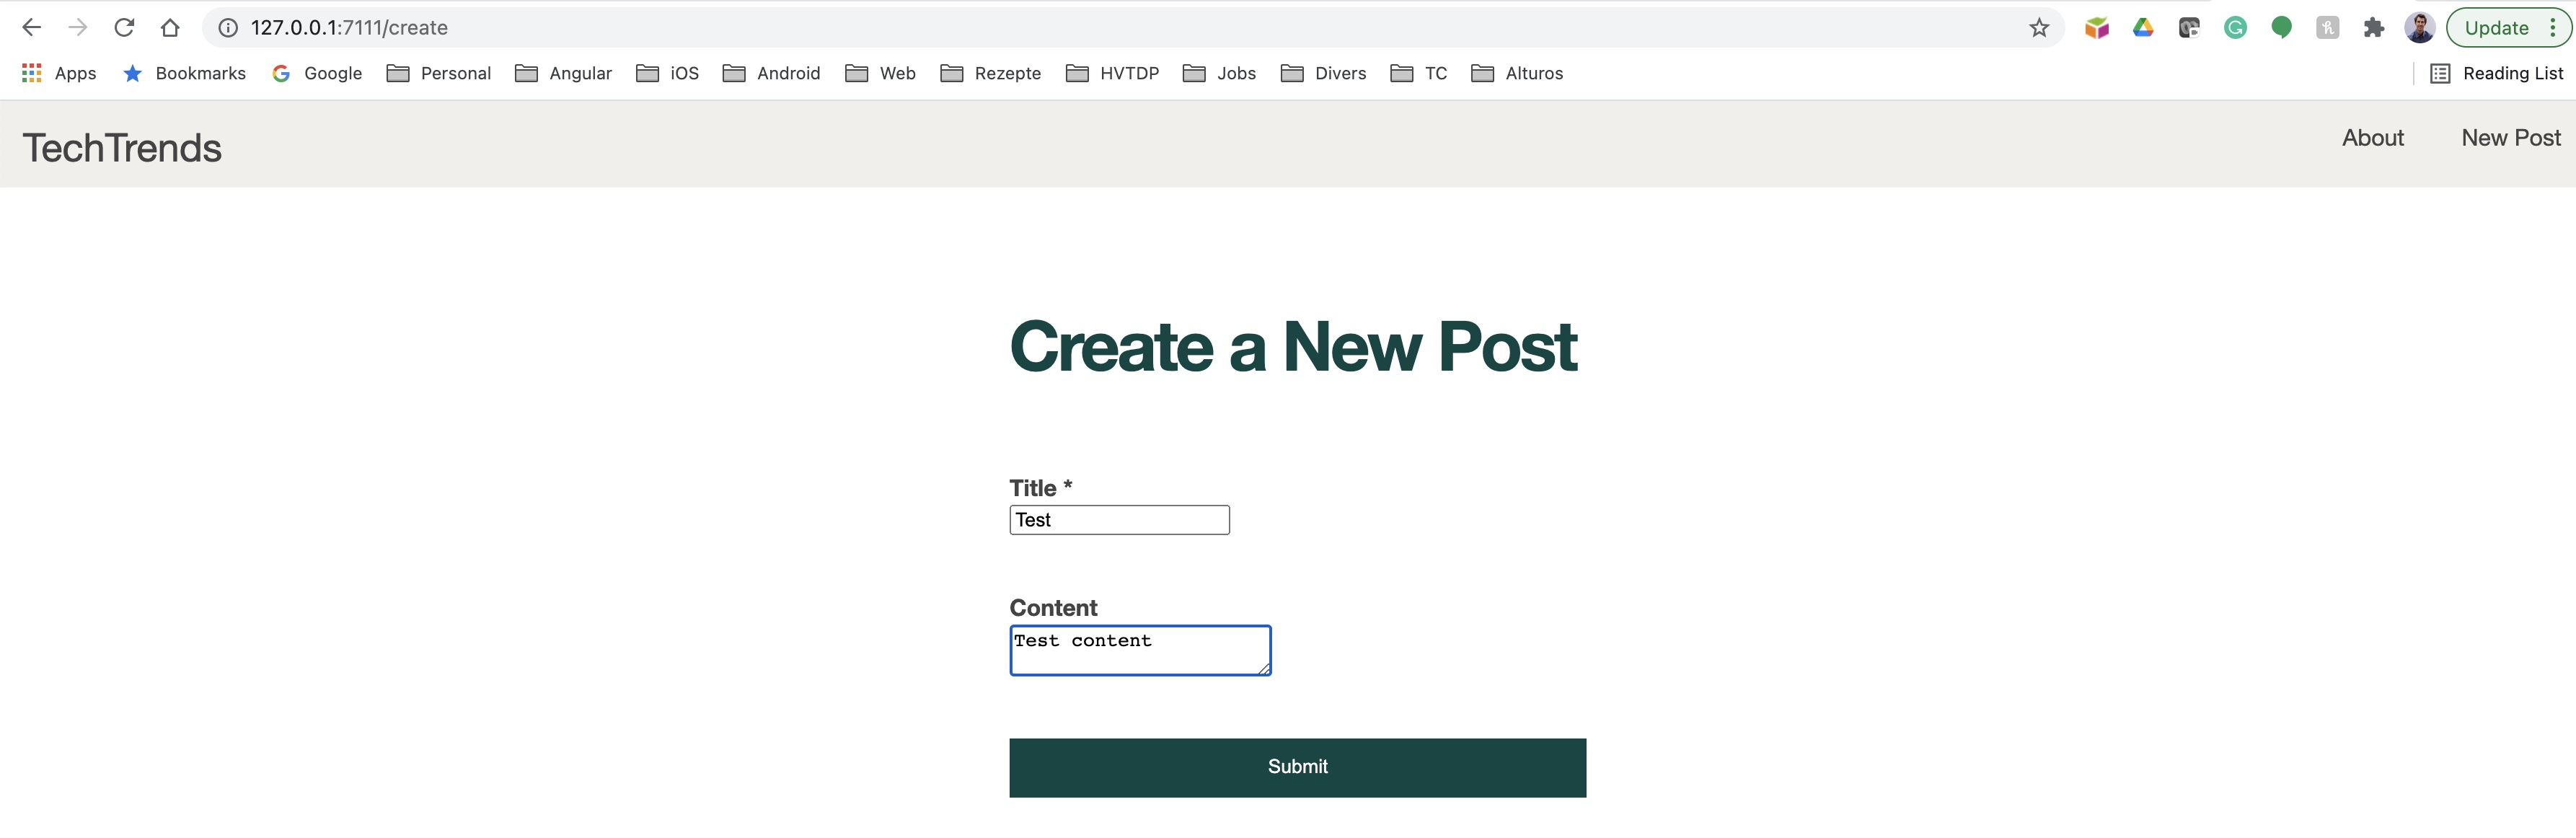 127.0.0.1:7111/create
Update
Apps Bookmarks Google Personal Angular iOS Android Web Rezepte HVTDP Jobs Divers TC Alturos Reading List
TechTrends About New Post
Create a New Post
Title *
Test
Content
Test content
Submit